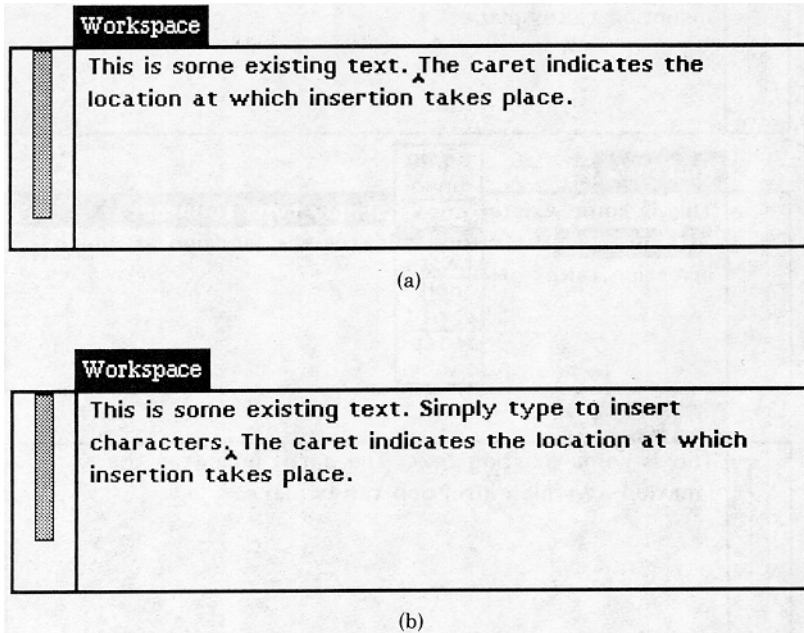 Workspace
This is some existing text. The caret indicates the
location at which insertion takes place.
(a)
Workspace
This is some existing text. Simply type to insert
characters. The caret indicates the location at which
insertion takes place.
(b)